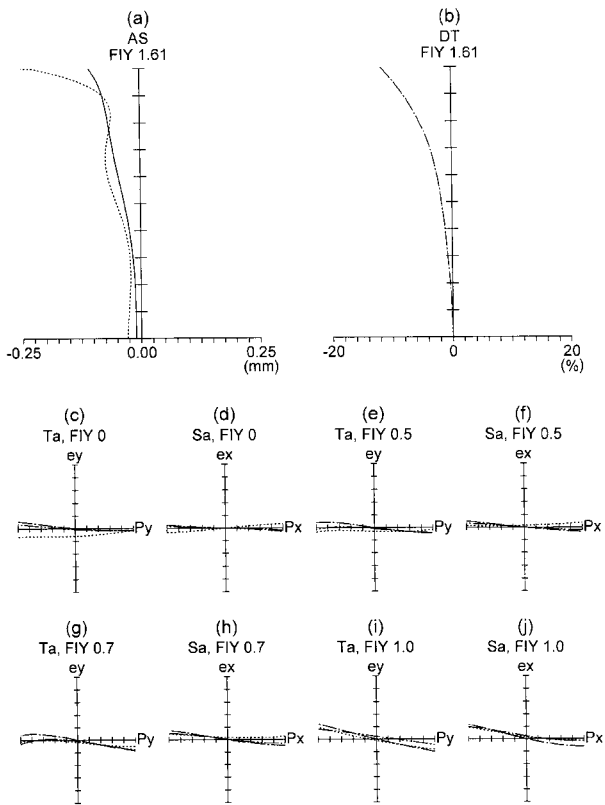 (a)
AS
FIY 1.61
-0.25
0.00
0.25
(mm)
(b)
DT
FIY 1.61
-20
0
20
(%)
(c)
Ta, FIY 0
ey
Py
(d)
Sa, FIY 0
ex
Px
(e)
Ta, FIY 0.5
ey
Py
(f)
Sa, FIY 0.5
ex
Px
(g)
Ta, FIY 0.7
ey
Py
(h)
Sa, FIY 0.7
ex
Px
(i)
Ta, FIY 1.0
ey
Py
(j)
Sa, FIY 1.0
ex
Px